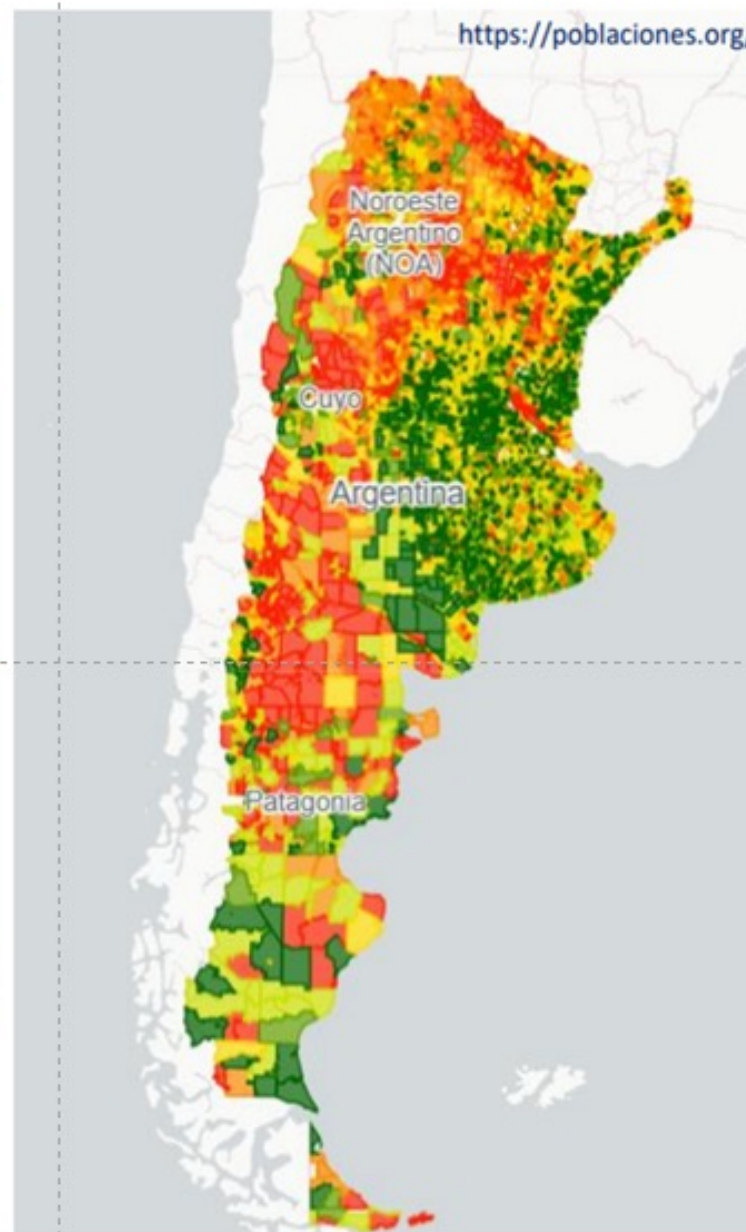 https://poblaciones.org/
Noroeste
Argentino
(NOA)
Cuyo
Argentina
Patagonia